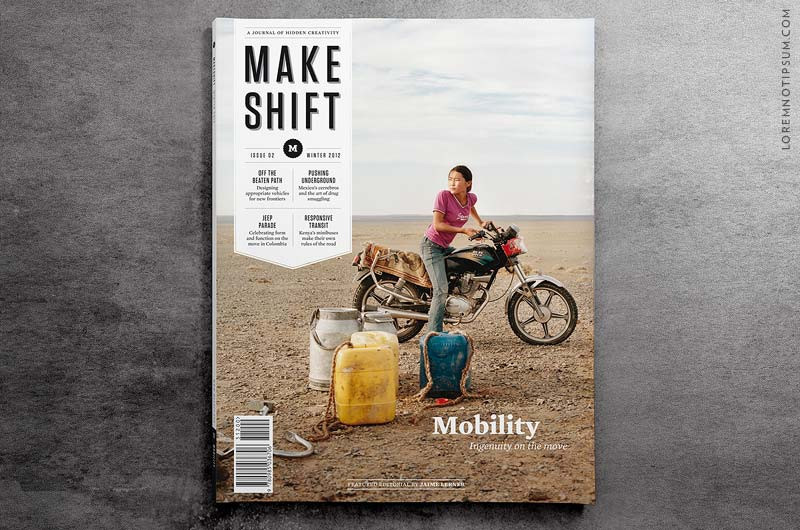 A JOURNAL OF HIDDEN CREATIVITY
MAKE
SHIFT
ISSUE 02 M WINTER 2012
OFF THE
BEATEN PATH
Designing
appropriate vehicles
for new frontiers
PUSHING
UNDERGROUND
Mexico's cerebros
and the art of drug
smuggling
JEEP
PARADE
Celebrating form
and function on the
move in Colombia
RESPONSIVE
TRANSIT
Kenya's minibuses
make their own
rules of the road
Mobility
Ingenuity on the move
FEATURED EDITORIAL BY JAIME LERNER
LOREMNOTIPSUM.COM